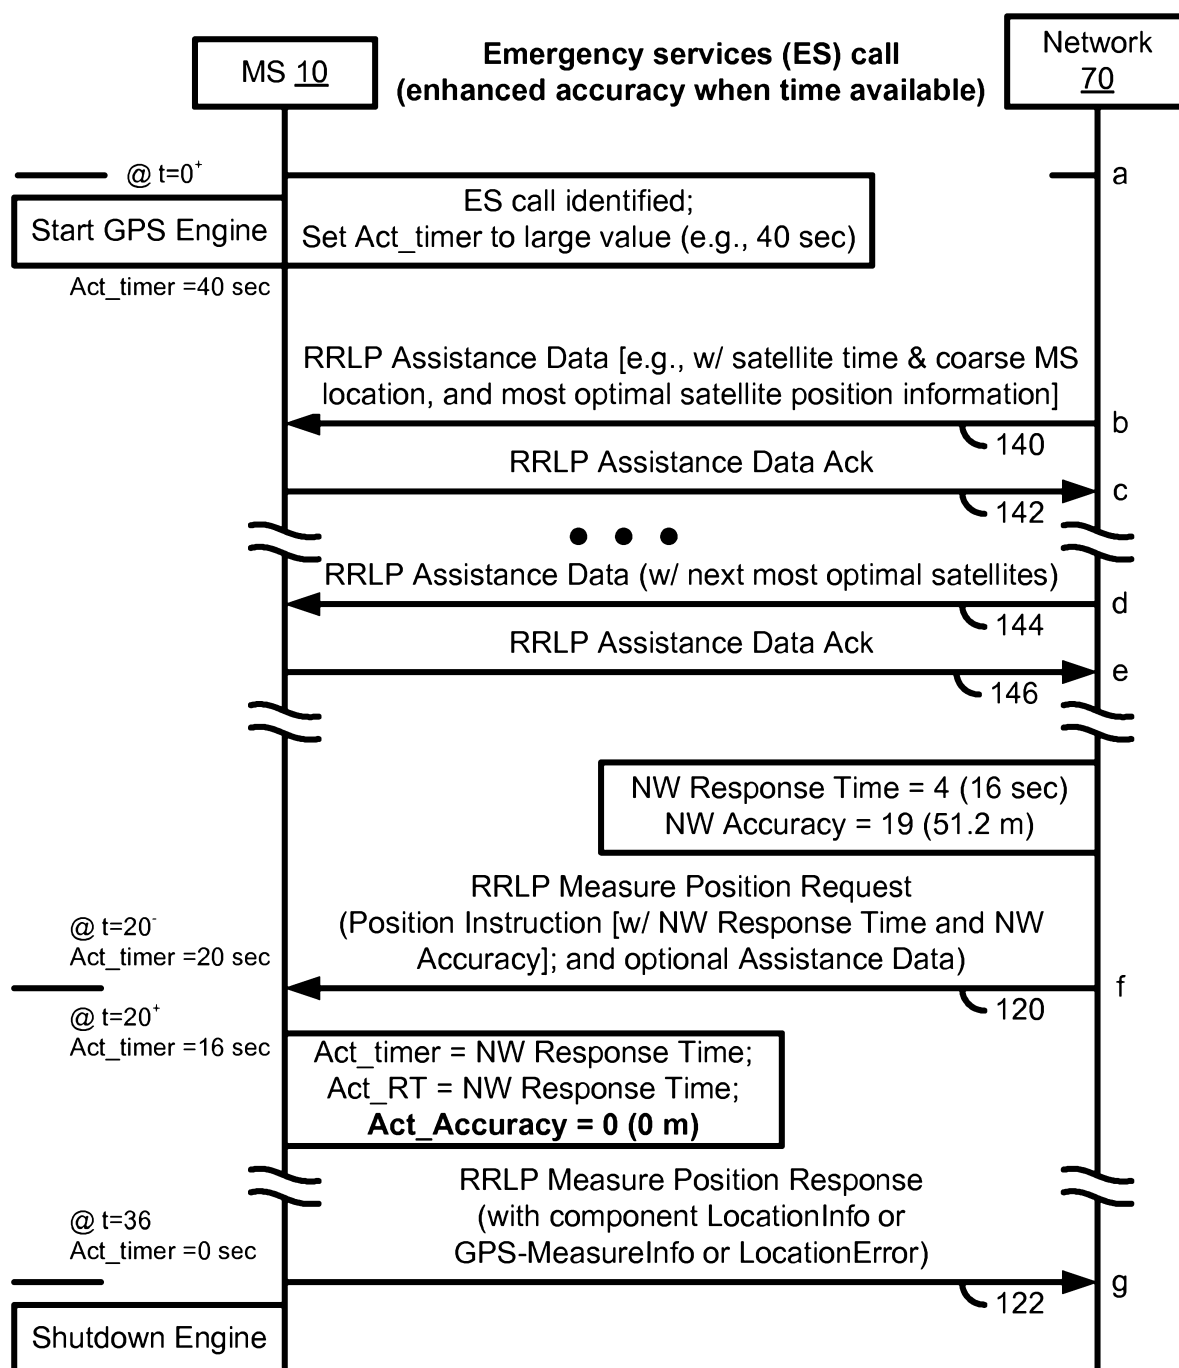 Emergency services (ES) call
(enhanced accuracy when time available)
MS 10
Network
70
@ t=0+
a
Start GPS Engine
ES call identified;
Set Act_timer to large value (e.g., 40 sec)
Act_timer =40 sec
RRLP Assistance Data [e.g., w/ satellite time & coarse MS
location, and most optimal satellite position information]
b
140
RRLP Assistance Data Ack
c
142
RRLP Assistance Data (w/ next most optimal satellites)
d
144
RRLP Assistance Data Ack
e
146
NW Response Time = 4 (16 sec)
NW Accuracy = 19 (51.2 m)
RRLP Measure Position Request
(Position Instruction [w/ NW Response Time and NW
Accuracy]; and optional Assistance Data)
@ t=20-
Act_timer =20 sec
f
120
@ t=20+
Act_timer =16 sec
Act_timer = NW Response Time;
Act_RT = NW Response Time;
Act_Accuracy = 0 (0 m)
RRLP Measure Position Response
(with component LocationInfo or
GPS-MeasureInfo or LocationError)
@ t=36
Act_timer =0 sec
g
122
Shutdown Engine